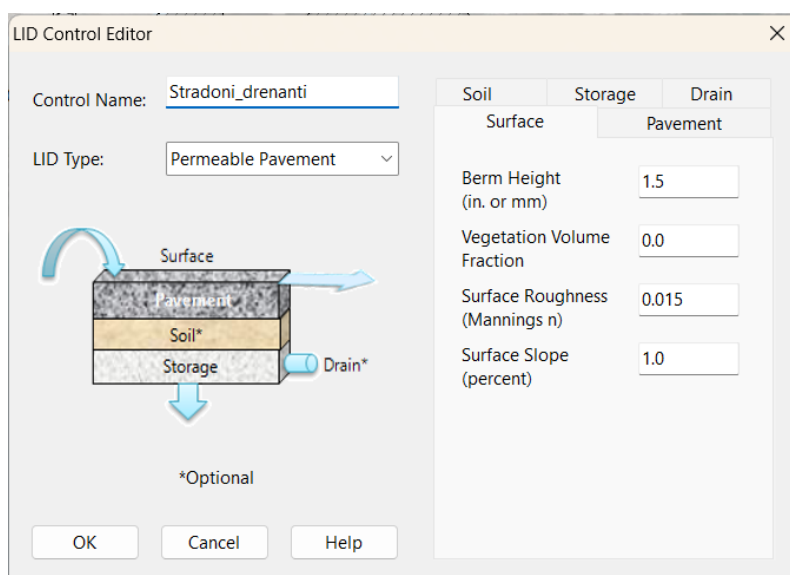 LID Control Editor
Control Name: Stradoni_drenanti
LID Type: Permeable Pavement
Surface
Pavement
Soil*
Storage
Drain*
*Optional
OK Cancel Help
Soil Storage Drain
Surface Pavement
Berm Height 1.5
(in. or mm)
Vegetation Volume 0.0
Fraction
Surface Roughness 0.015
(Mannings n)
Surface Slope 1.0
(percent)